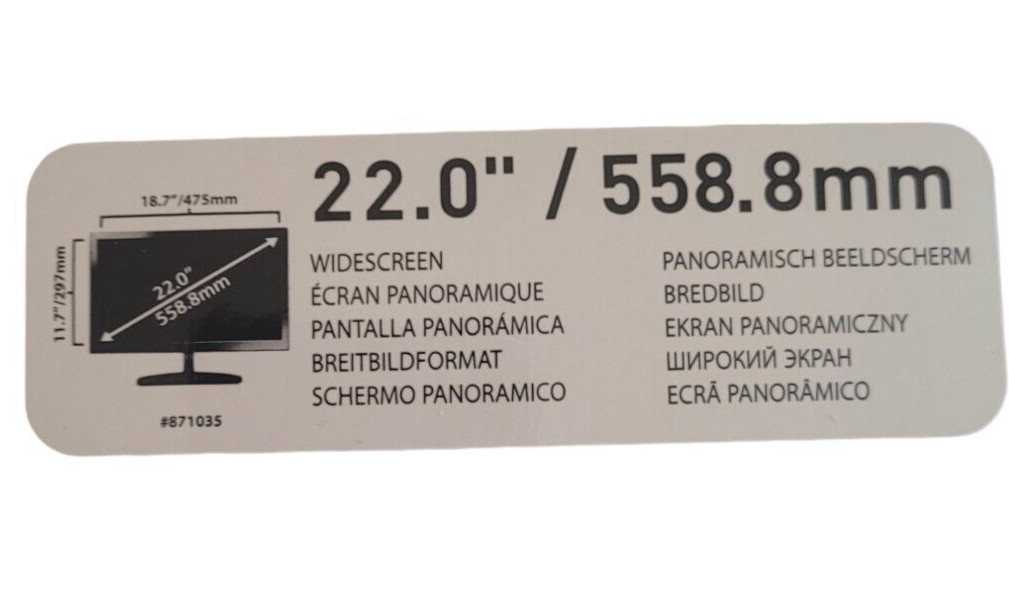 22.0" / 558.8mm
18.7"/475mm
11.7"/297mm
22.0"
558.8mm
#871035
WIDESCREEN
ÉCRAN PANORAMIQUE
PANTALLA PANORÁMICA
BREITBILDFORMAT
SCHERMO PANORAMICO
PANORAMISCH BEELDSCHERM
BREDBILD
EKRAN PANORAMICZNY
ШИРОКИЙ ЭКРАН
ECRÃ PANORÂMICO